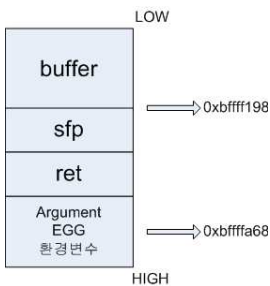 LOW
buffer
0xbffff198
sfp
ret
Argument
EGG
환경변수
0xbffffa68
HIGH